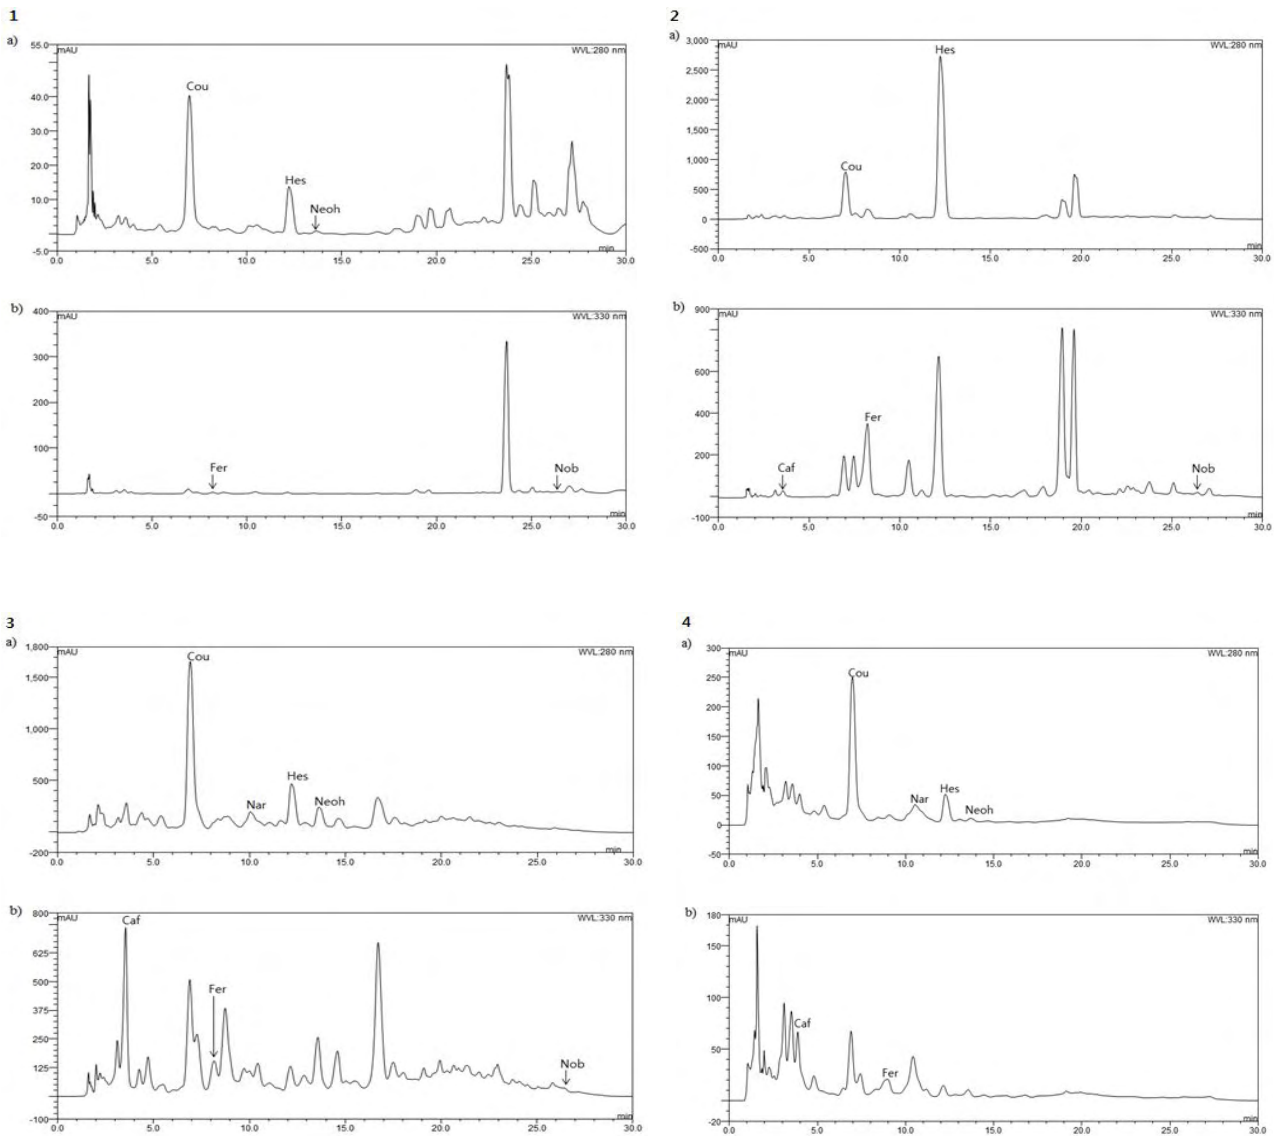 1
a)
55.0
mAU
WVL:280 nm
Cou
Hes
Neoh
40.0
30.0
20.0
10.0
-5.0
min
0.0 5.0 10.0 15.0 20.0 25.0 30.0
b)
400
mAU
WVL:330 nm
Fer
Nob
300
200
100
-50
min
0.0 5.0 10.0 15.0 20.0 25.0 30.0
2
a)
3,000
mAU
WVL:280 nm
Hes
Cou
2,500
2,000
1,500
1,000
500
0
-500
min
0.0 5.0 10.0 15.0 20.0 25.0 30.0
b)
900
mAU
WVL:330 nm
Caf
Fer
Nob
600
400
200
-100
min
0.0 5.0 10.0 15.0 20.0 25.0 30.0
3
a)
1,800
mAU
WVL:280 nm
Cou
Nar
Hes
Neoh
1,500
1,000
500
-200
min
0.0 5.0 10.0 15.0 20.0 25.0 30.0
b)
800
mAU
WVL:330 nm
Caf
Fer
Nob
625
500
375
250
125
-100
min
0.0 5.0 10.0 15.0 20.0 25.0 30.0
4
a)
300
mAU
WVL:280 nm
Cou
Nar
Hes
Neoh
250
200
150
100
50
0
-50
min
0.0 5.0 10.0 15.0 20.0 25.0 30.0
b)
180
mAU
WVL:330 nm
Caf
Fer
150
100
50
-20
min
0.0 5.0 10.0 15.0 20.0 25.0 30.0